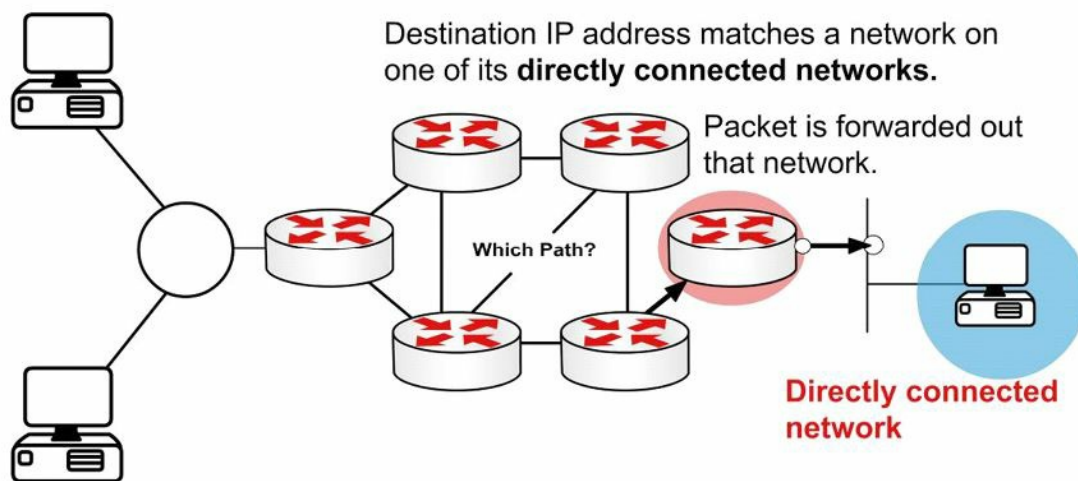 Destination IP address matches a network on
one of its directly connected networks.
Packet is forwarded out
that network.
Which Path?
Directly connected
network